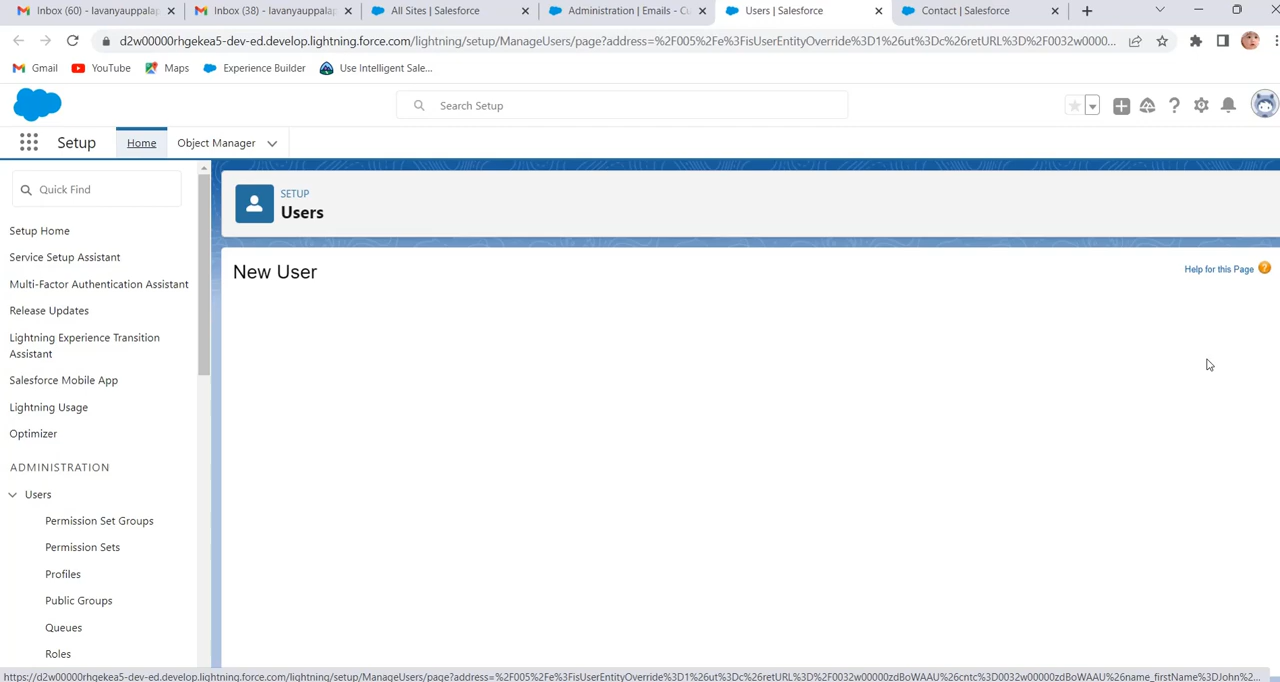 Inbox (60) - lavanyauppalap
Inbox (38) - lavanyauppalap
All Sites | Salesforce
Administration | Emails - Cu
Users | Salesforce
Contact | Salesforce
d2w00000rhgekea5-dev-ed.develop.lightning.force.com/lightning/setup/ManageUsers/page?address=%2F005%2Fe%3FisUserEntityOverride%3D1%26ut%3Dc%26retURL%3D%2F0032w0000...
Gmail
YouTube
Maps
Experience Builder
Use Intelligent Sale...
Search Setup
Setup
Home
Object Manager
Quick Find
Setup Home
Service Setup Assistant
Multi-Factor Authentication Assistant
Release Updates
Lightning Experience Transition
Assistant
Salesforce Mobile App
Lightning Usage
Optimizer
ADMINISTRATION
Users
Permission Set Groups
Permission Sets
Profiles
Public Groups
Queues
Roles
SETUP
Users
New User
Help for this Page
https://d2w00000rhgekea5-dev-ed.develop.lightning.force.com/lightning/setup/ManageUsers/page?address=%2F005%2Fe%3FisUserEntityOverride%3D1%26ut%3Dc%26retURL%3D%2F0032w00000zdBoWAAU%26cntc%3D0032w00000zdBoWAAU%26name_firstName%3DJohn%2...